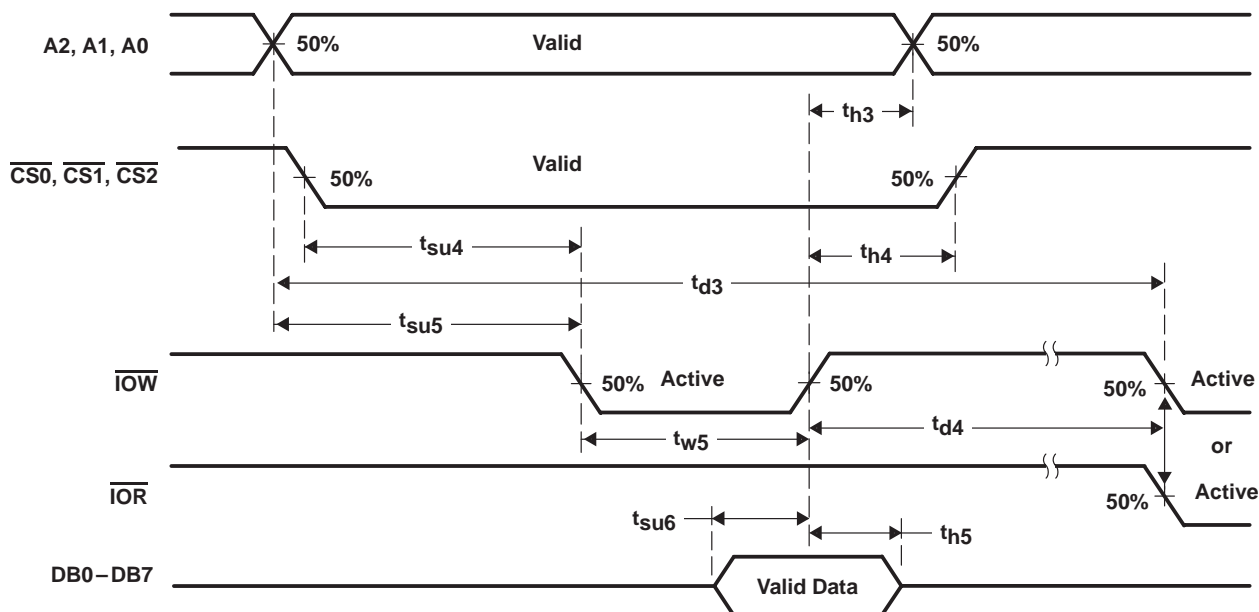 A2, A1, A0
50%
Valid
50%
th3
CS0, CS1, CS2
50%
Valid
50%
tsu4
th4
td3
tsu5
IOW
50%
Active
50%
50%
Active
tw5
td4
or
IOR
50%
Active
tsu6
th5
DB0–DB7
Valid Data